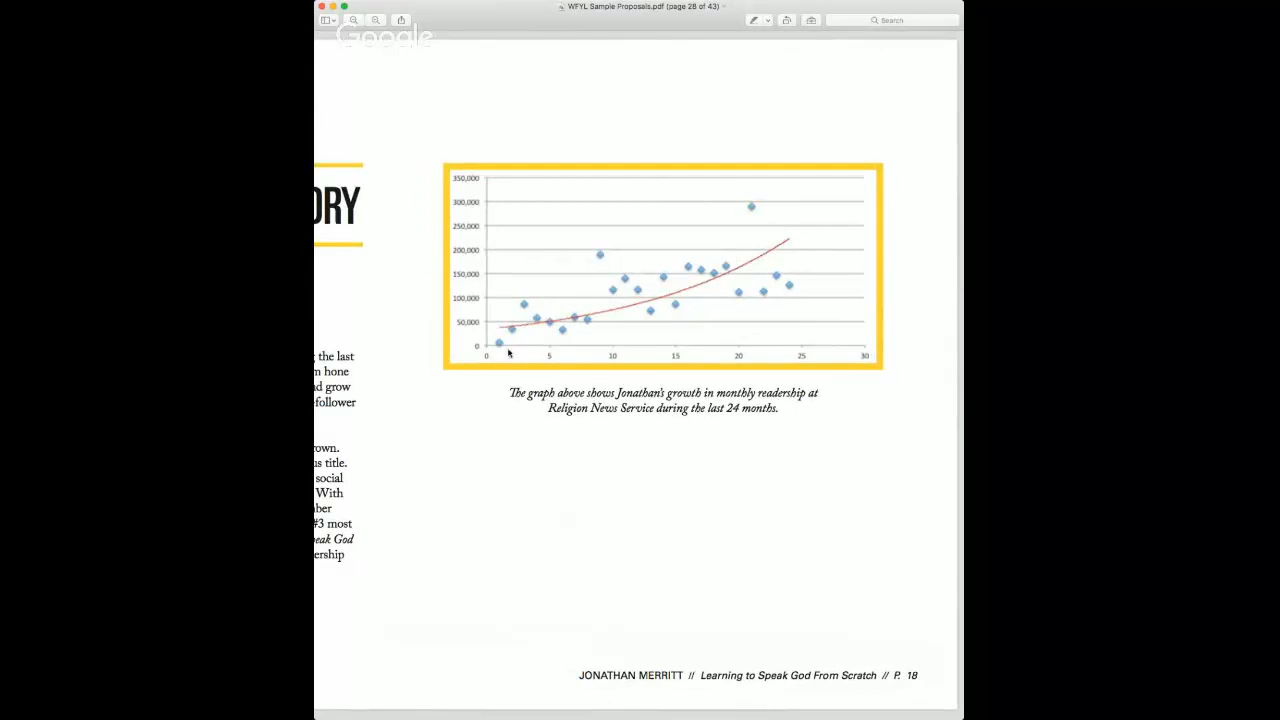 WFYL Sample Proposals.pdf (page 28 of 43)
Search
Google
ORY
350,000
300,000
250,000
200,000
150,000
100,000
50,000
0
0 5 10 15 20 25 30
The graph above shows Jonathan's growth in monthly readership at
Religion News Service during the last 24 months.
the last
m hone
nd grow
-follower
own.
us title.
social
With
ber
#3 most
eak God
ership
JONATHAN MERRITT // Learning to Speak God From Scratch // P. 18